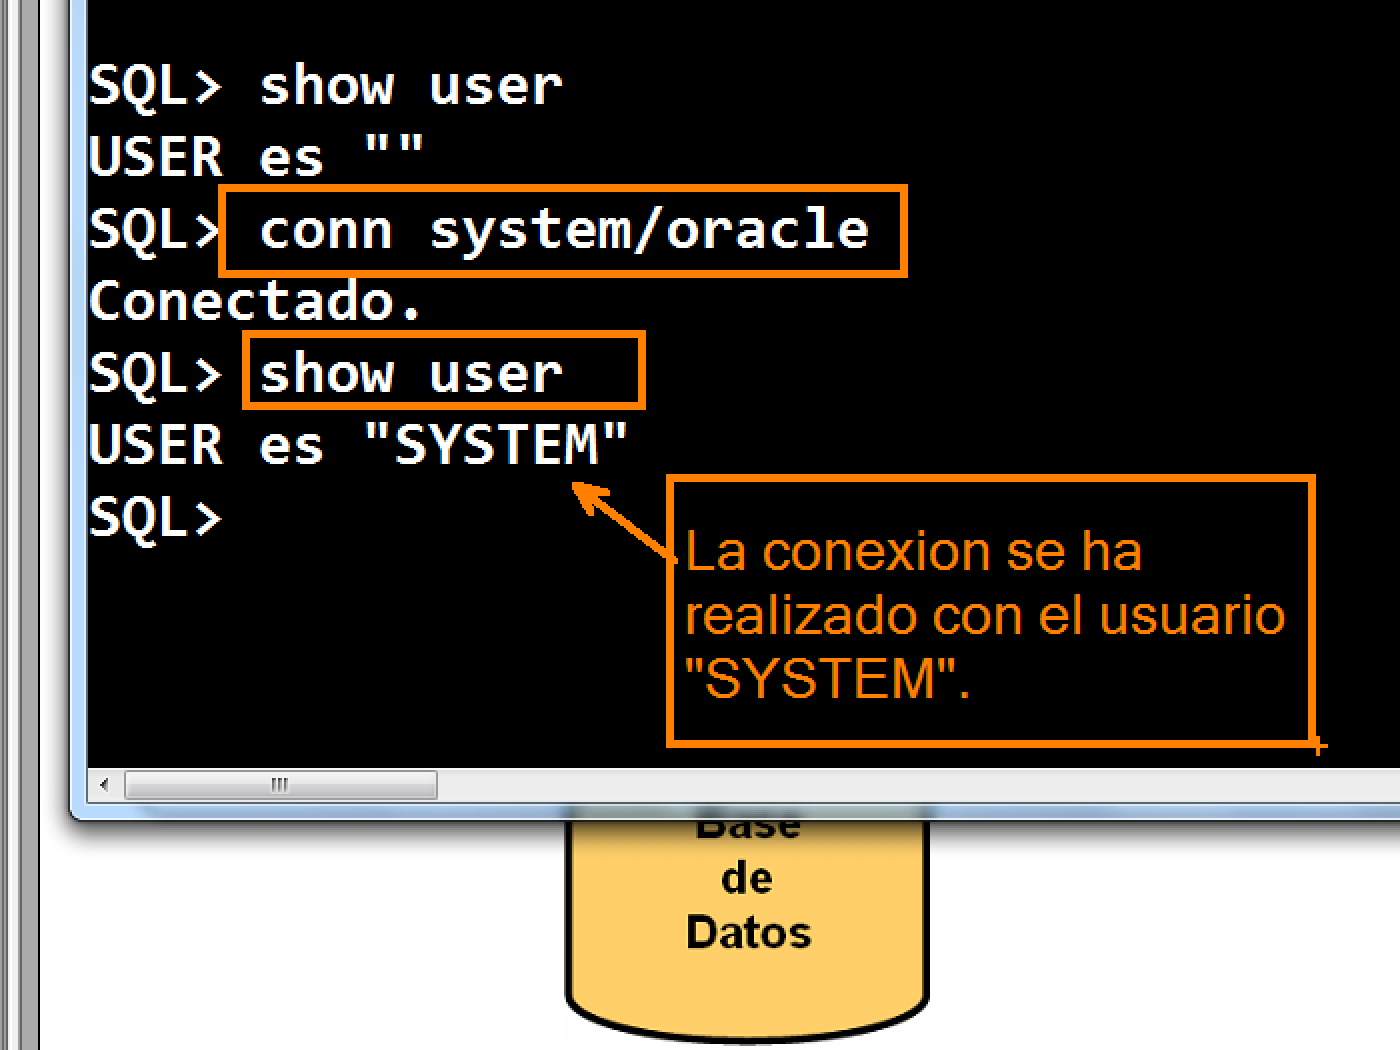 SQL> show user
USER es ""
SQL> conn system/oracle
Conectado.
SQL> show user
USER es "SYSTEM"
SQL>
La conexion se ha
realizado con el usuario
"SYSTEM".
Base
de
Datos